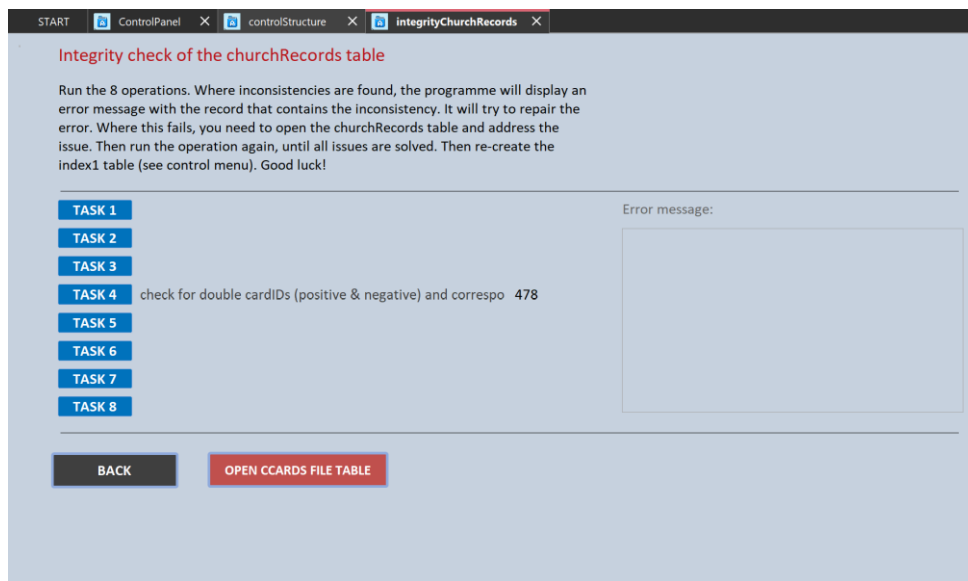 START ControlPanel controlStructure integrityChurchRecords
Integrity check of the churchRecords table
Run the 8 operations. Where inconsistencies are found, the programme will display an
error message with the record that contains the inconsistency. It will try to repair the
error. Where this fails, you need to open the churchRecords table and address the
issue. Then run the operation again, until all issues are solved. Then re-create the
index1 table (see control menu). Good luck!
TASK 1
Error message:
TASK 2
TASK 3
TASK 4 check for double cardIDs (positive & negative) and correspo 478
TASK 5
TASK 6
TASK 7
TASK 8
BACK OPEN CCARDS FILE TABLE